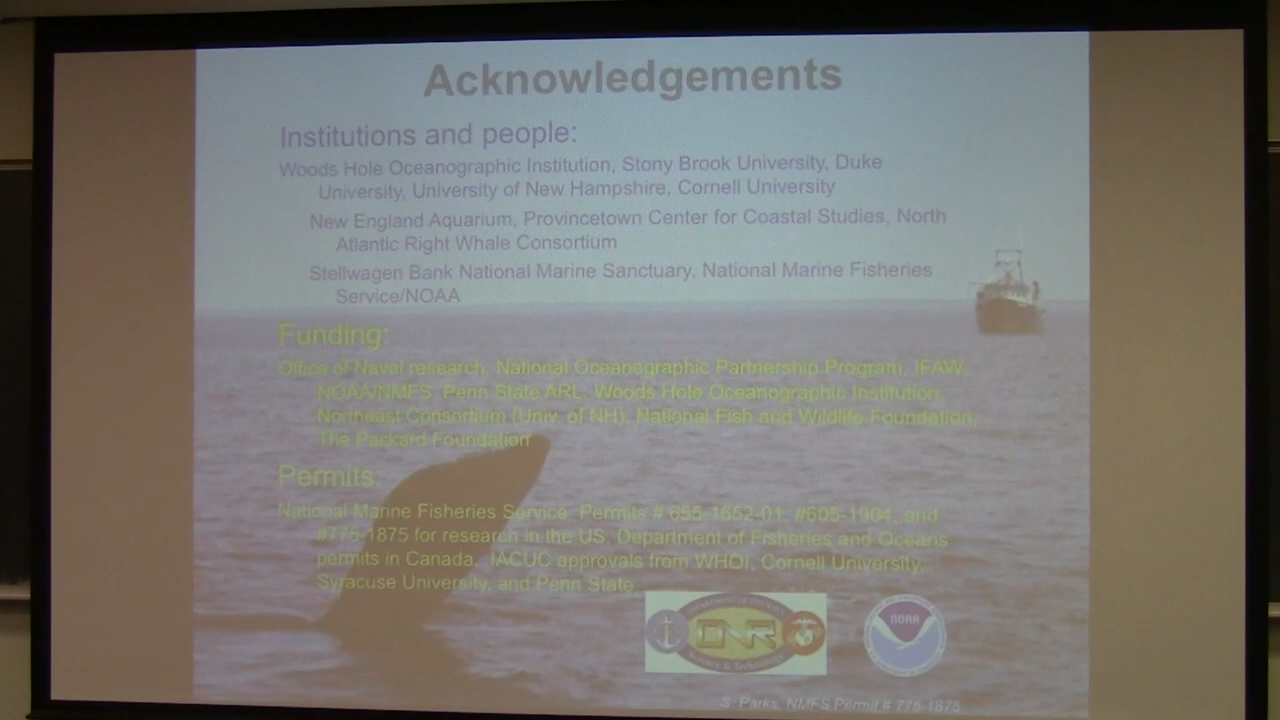 Acknowledgements
Institutions and people:
Woods Hole Oceanographic Institution, Stony Brook University, Duke
University, University of New Hampshire, Cornell University
New England Aquarium, Provincetown Center for Coastal Studies, North
Atlantic Right Whale Consortium
Stellwagen Bank National Marine Sanctuary, National Marine Fisheries
Service/NOAA
Funding:
Office of Naval research, National Oceanographic Partnership Program, IFAW,
NOAA/NMFS, Penn State ARL, Woods Hole Oceanographic Institution,
Northeast Consortium (Univ. of NH), National Fish and Wildlife Foundation,
The Packard Foundation
Permits:
National Marine Fisheries Service Permits # 655-1652-01, #605-1904, and
#775-1875 for research in the US. Department of Fisheries and Oceans
permits in Canada. IACUC approvals from WHOI, Cornell University,
Syracuse University, and Penn State
ONR
Science & Technology
NOAA
S. Parks, NMFS Permit # 775-1875